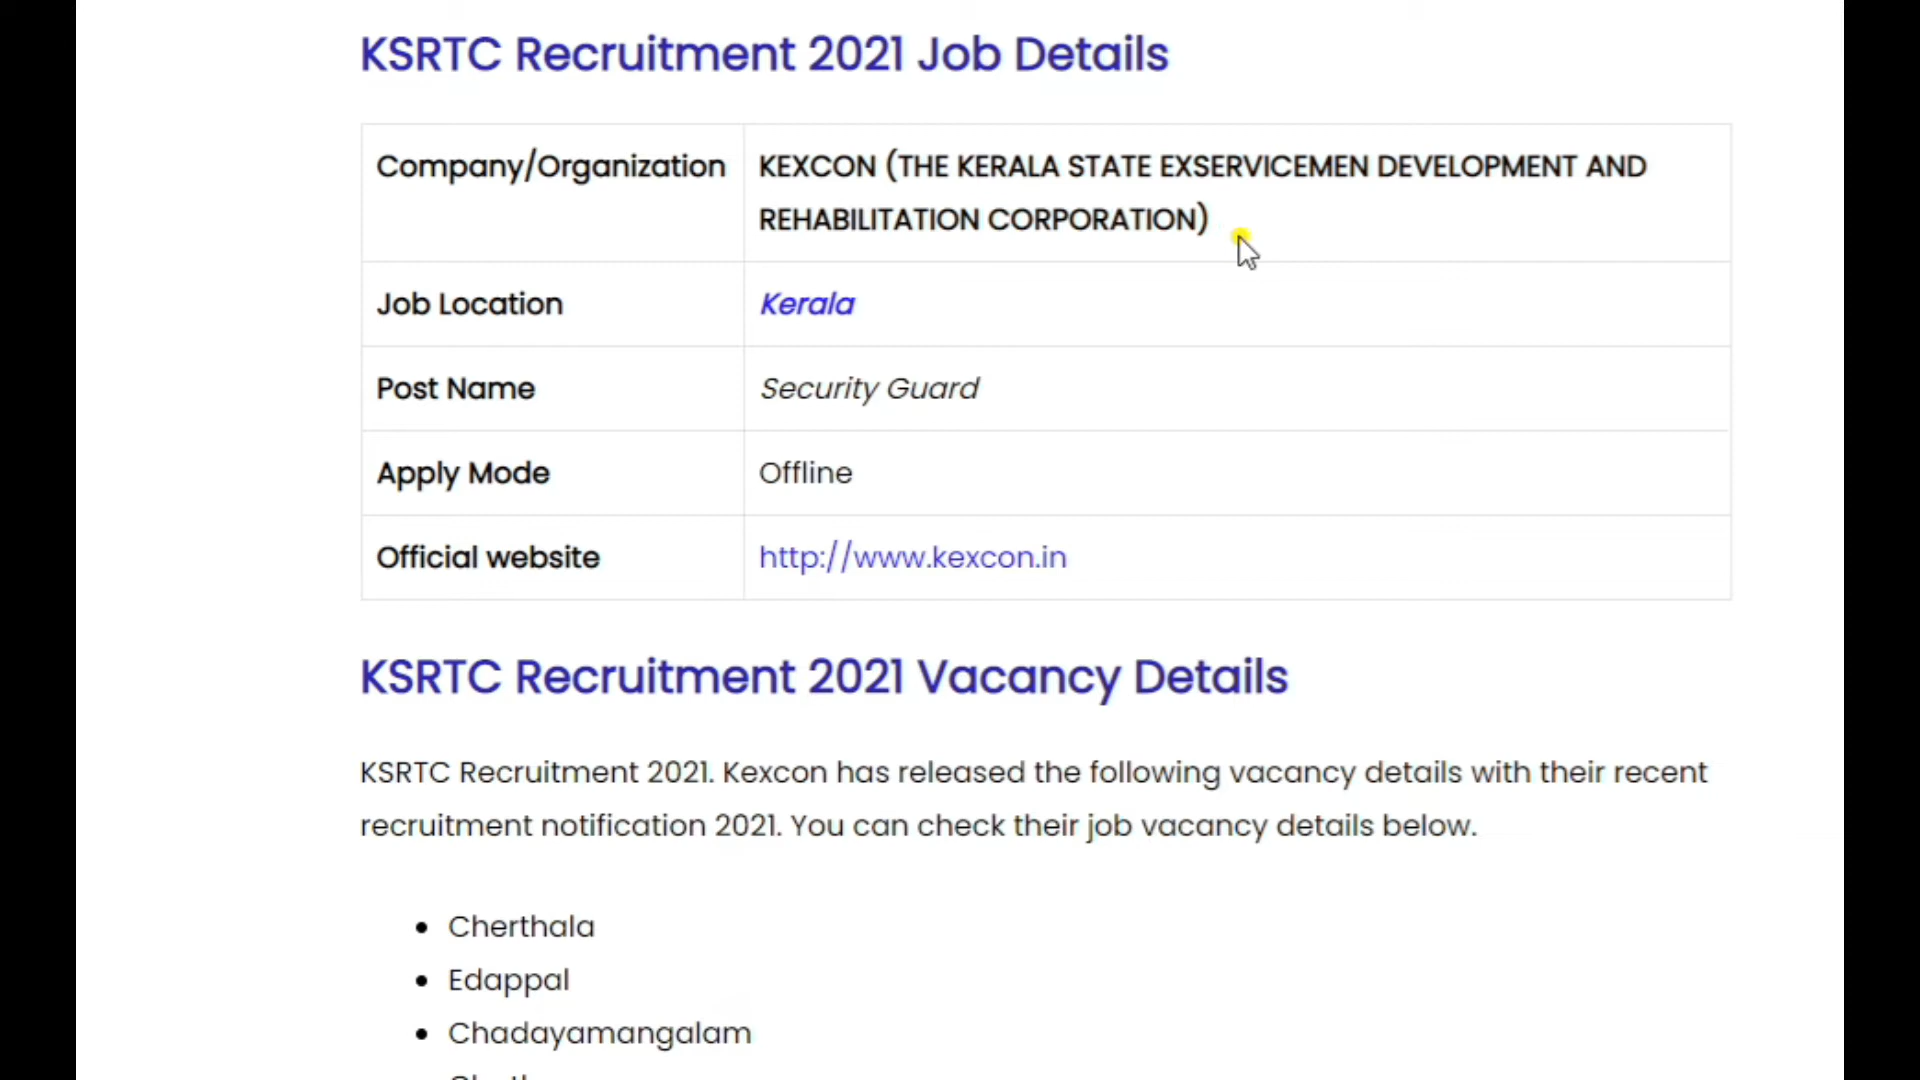 KSRTC Recruitment 2021 Job Details
Company/Organization
KEXCON (THE KERALA STATE EXSERVICEMEN DEVELOPMENT AND
REHABILITATION CORPORATION)
Job Location
Kerala
Post Name
Security Guard
Apply Mode
Offline
Official website
http://www.kexcon.in
KSRTC Recruitment 2021 Vacancy Details
KSRTC Recruitment 2021. Kexcon has released the following vacancy details with their recent
recruitment notification 2021. You can check their job vacancy details below.
• Cherthala
• Edappal
• Chadayamangalam